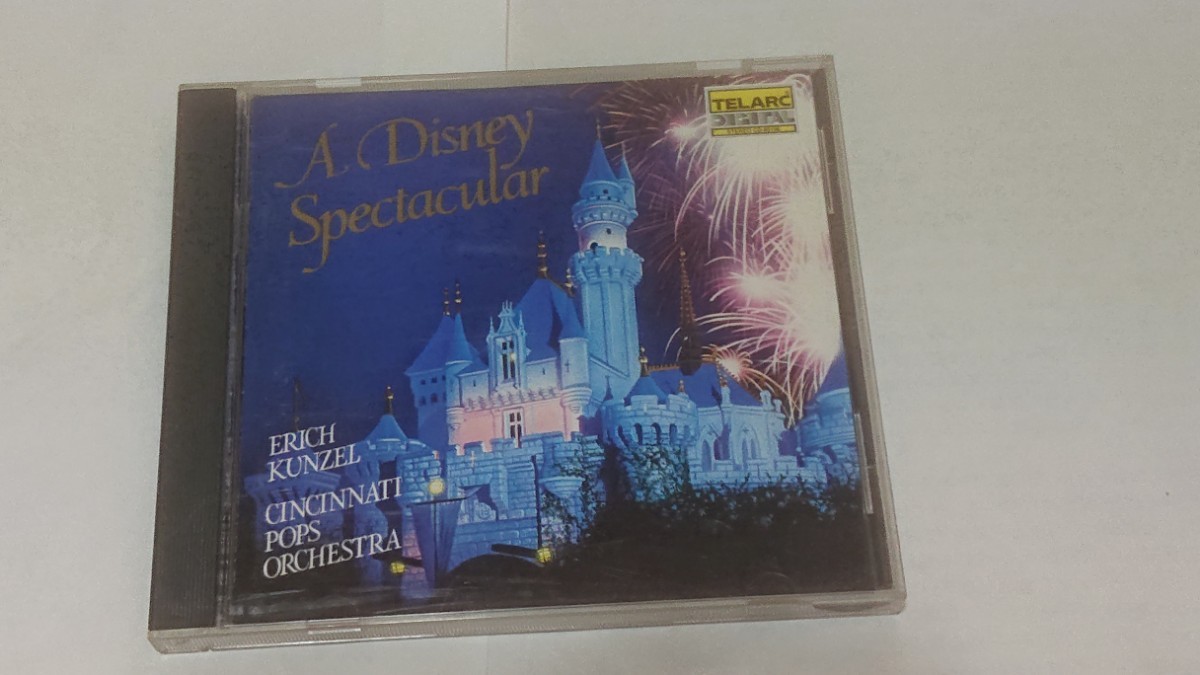 A Disney
Spectacular
TELARC
DIGITAL
ERICH
KUNZEL
CINCINNATI
POPS
ORCHESTRA